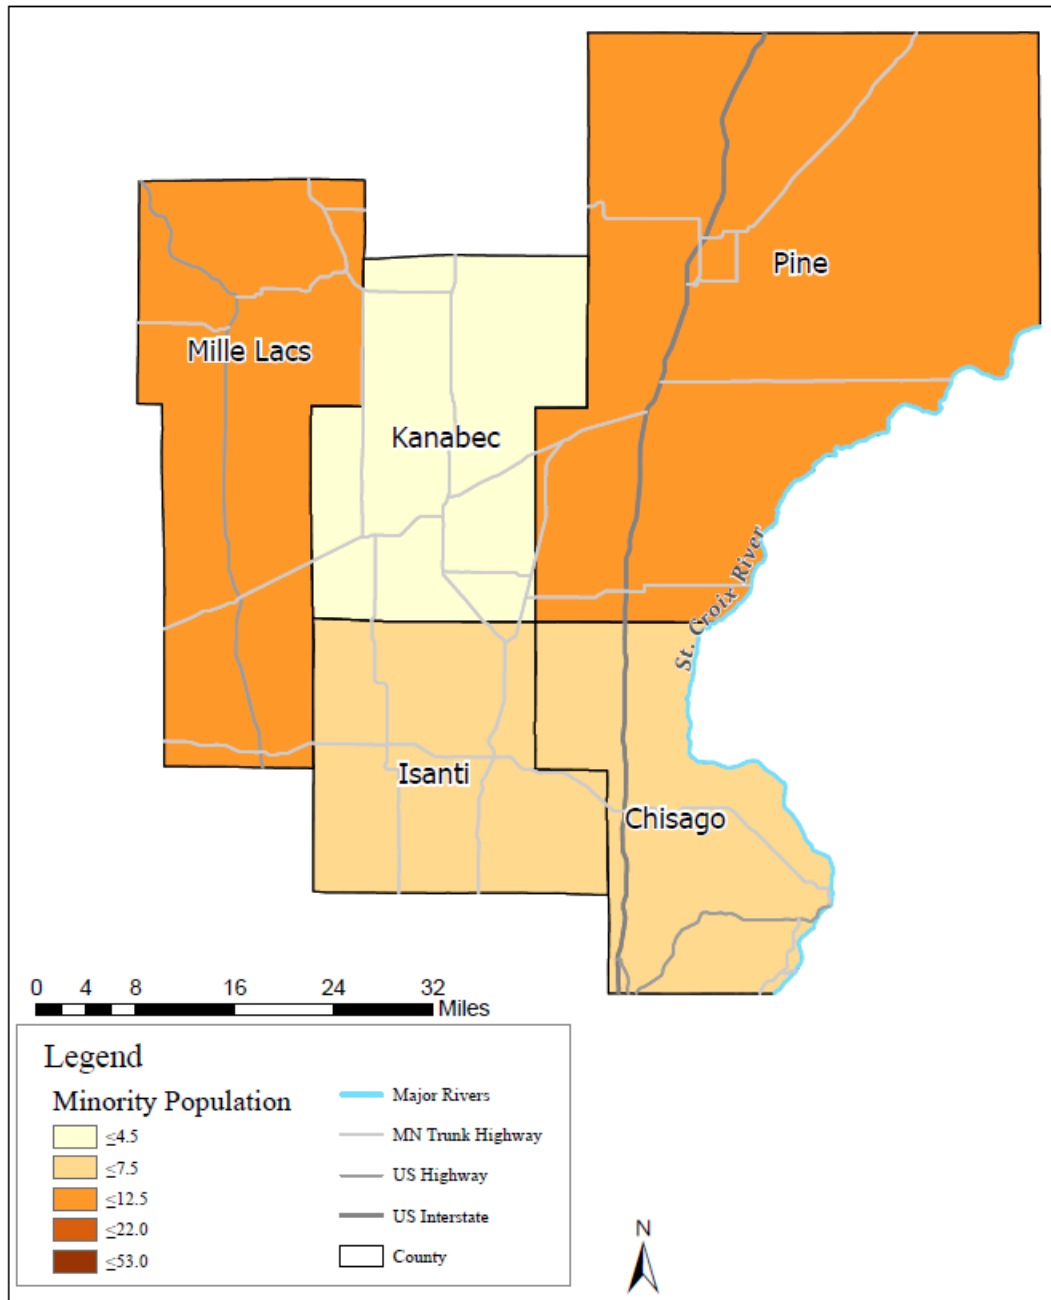 Pine
Mille Lacs
Kanabec
St. Croix River
Isanti
Chisago
0 4 8 16 24 32
Miles
Legend
Minority Population
≤4.5
≤7.5
≤12.5
≤22.0
≤53.0
Major Rivers
MN Trunk Highway
US Highway
US Interstate
County
N